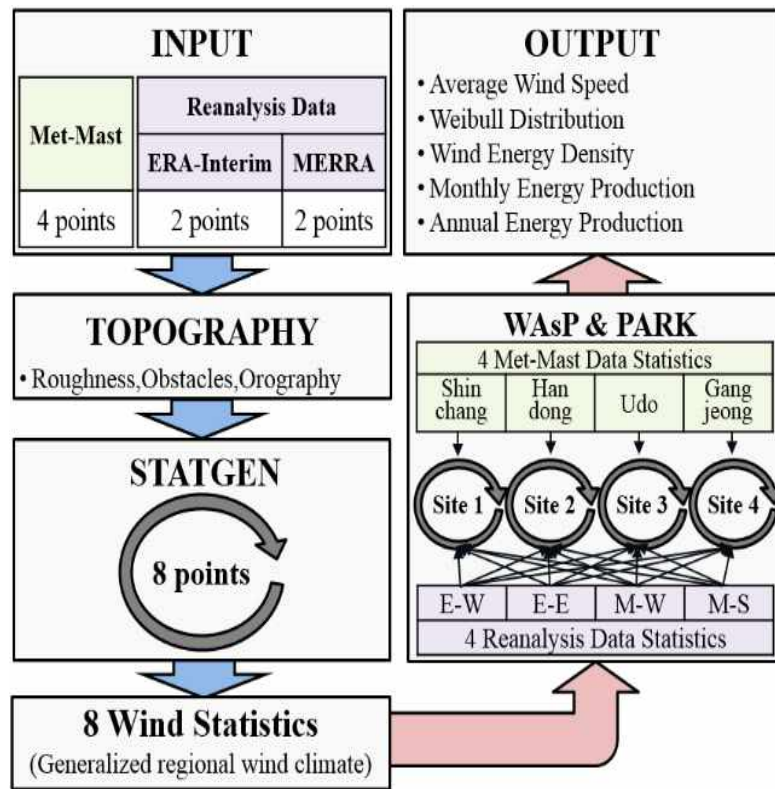 INPUT
Met-Mast
Reanalysis Data
ERA-Interim
MERRA
4 points
2 points
2 points
TOPOGRAPHY
• Roughness,Obstacles,Orography
STATGEN
8 points
8 Wind Statistics
(Generalized regional wind climate)
OUTPUT
• Average Wind Speed
• Weibull Distribution
• Wind Energy Density
• Monthly Energy Production
• Annual Energy Production
WAsP & PARK
4 Met-Mast Data Statistics
Shin
chang
Han
dong
Udo
Gang
jeong
Site 1
Site 2
Site 3
Site 4
E-W
E-E
M-W
M-S
4 Reanalysis Data Statistics